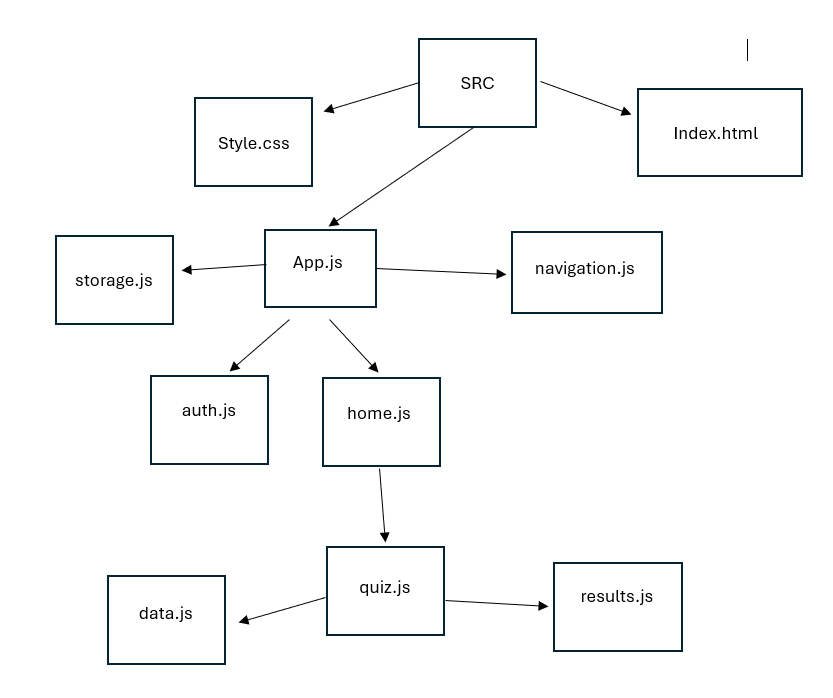 SRC
Style.css
Index.html
App.js
storage.js
navigation.js
auth.js
home.js
quiz.js
data.js
results.js